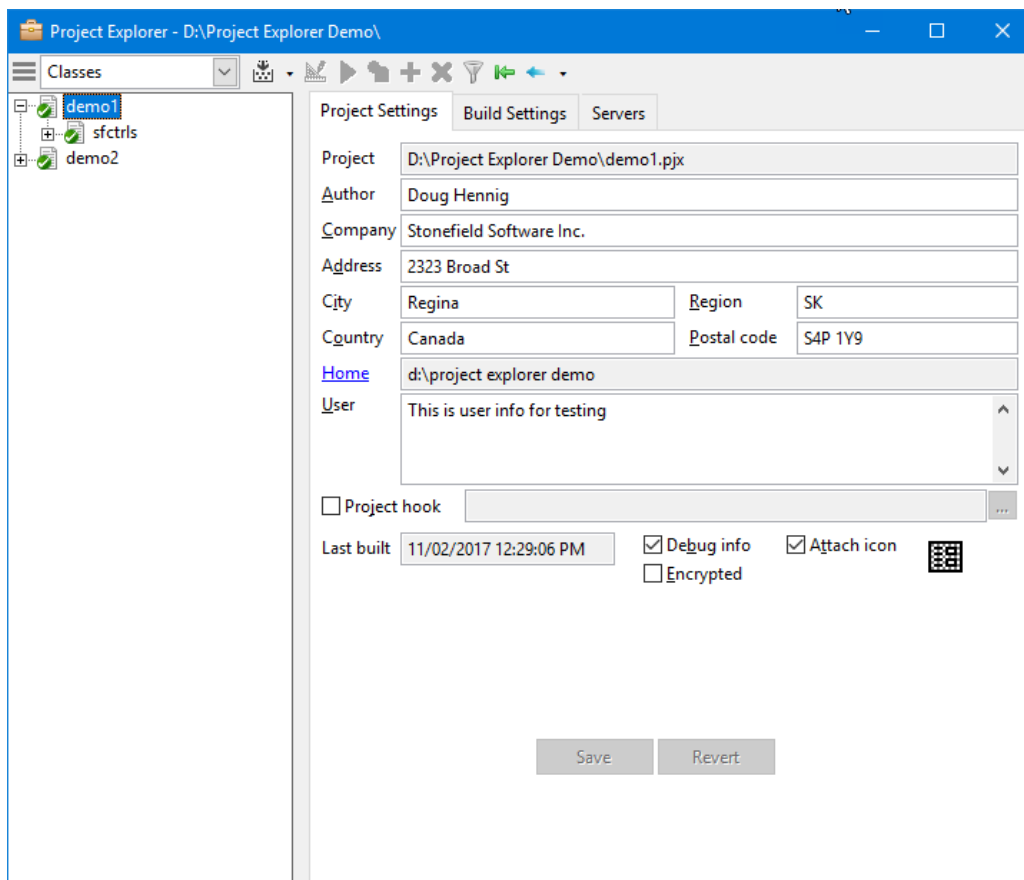 Project Explorer - D:\Project Explorer Demo\
Classes
demo1
sfctrls
demo2
Project Settings Build Settings Servers
Project D:\Project Explorer Demo\demo1.pjx
Author Doug Hennig
Company Stonefield Software Inc.
Address 2323 Broad St
City Regina Region SK
Country Canada Postal code S4P 1Y9
Home d:\project explorer demo
User This is user info for testing
Project hook ...
Last built 11/02/2017 12:29:06 PM Debug info Attach icon
Encrypted
Save Revert